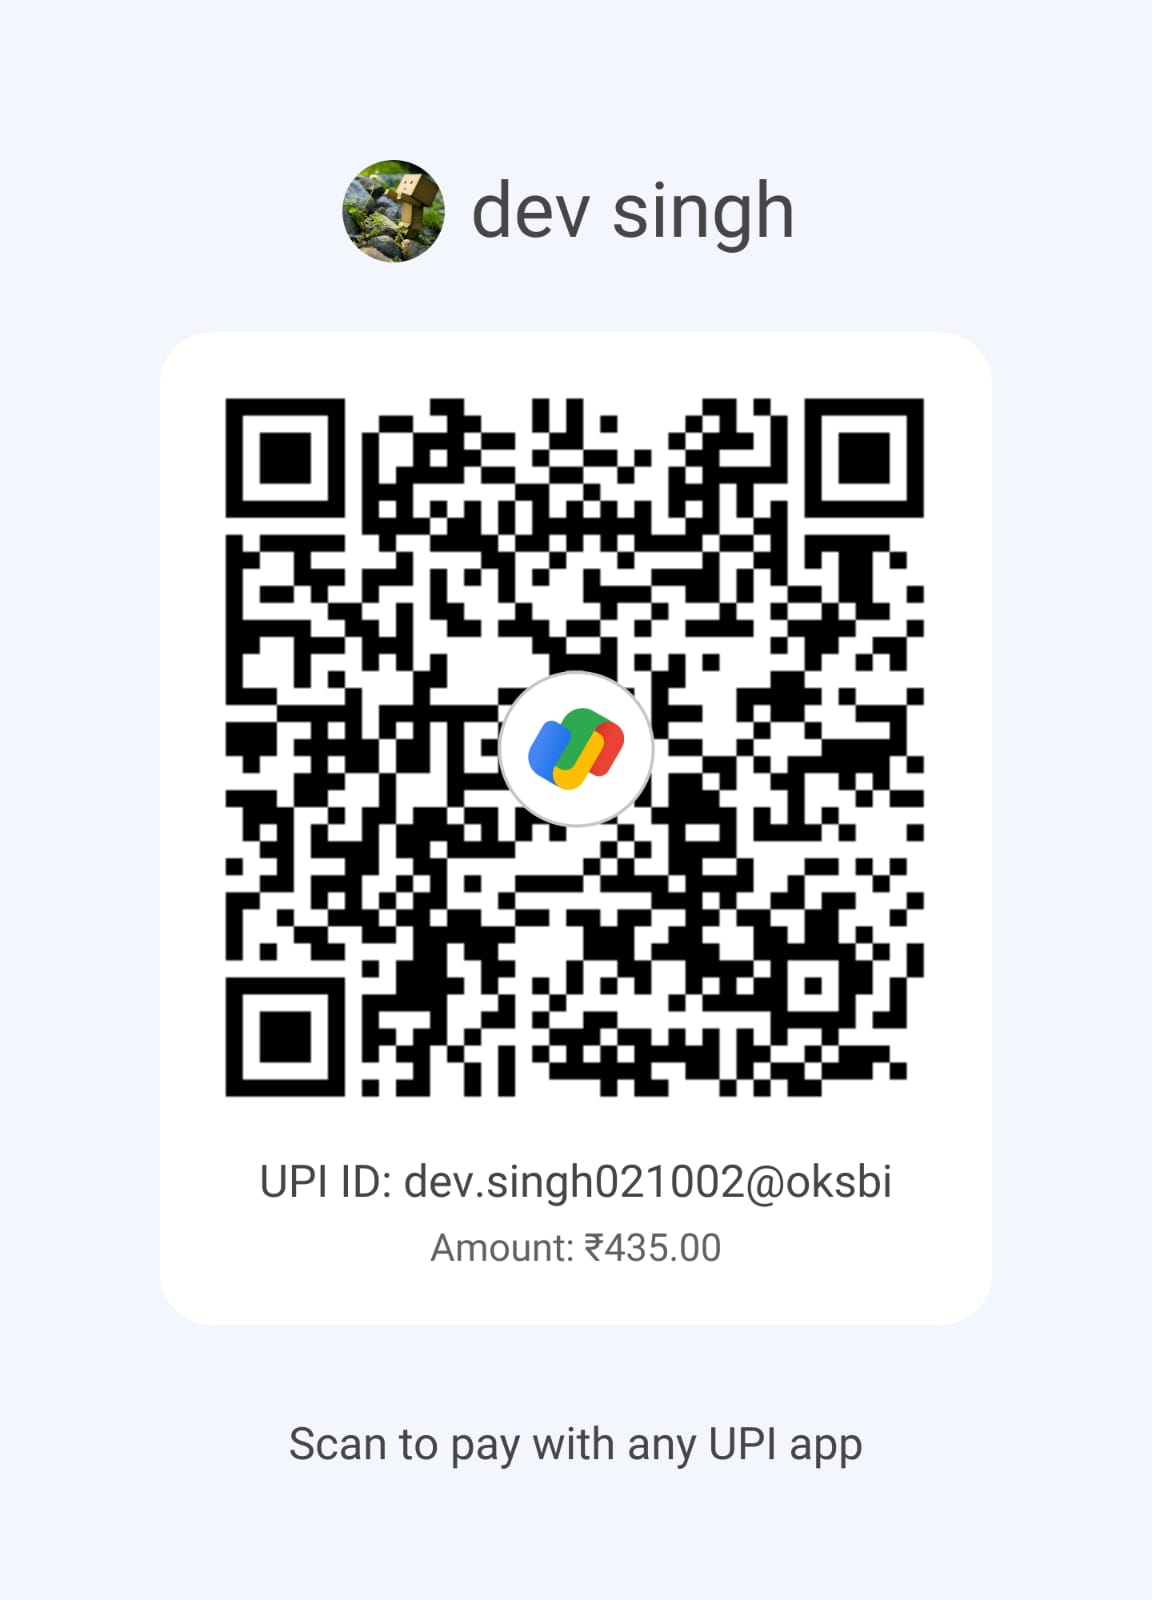 dev singh
UPI ID: dev.singh021002@oksbi
Amount: ₹435.00
Scan to pay with any UPI app